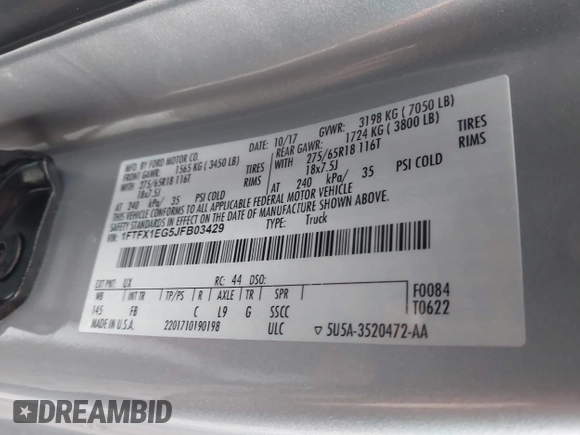 MFD. BY FORD MOTOR CO.
DATE: 10/17 GVWR: 3198 KG ( 7050 LB)
FRONT GAWR: 1565 KG ( 3450 LB) REAR GAWR: 1724 KG ( 3800 LB)
WITH 275/65R18 116T TIRES WITH 275/65R18 116T TIRES
18x7.5J RIMS 18x7.5J RIMS
AT 240 kPa/ 35 PSI COLD AT 240 kPa/ 35 PSI COLD
THIS VEHICLE CONFORMS TO ALL APPLICABLE FEDERAL MOTOR VEHICLE
SAFETY STANDARDS IN EFFECT ON THE DATE OF MANUFACTURE SHOWN ABOVE.
VIN: 1FTFX1EG5JFB03429 TYPE: Truck
EXT PNT: UX RC: 44 DSO: F0084
WB INT TR TP/PS R AXLE TR SPR T0622
145 FB C L9 G SSCC
MADE IN U.S.A. 2201710190198 ULC ▽ 5U5A-3520472-AA
DREAMBID